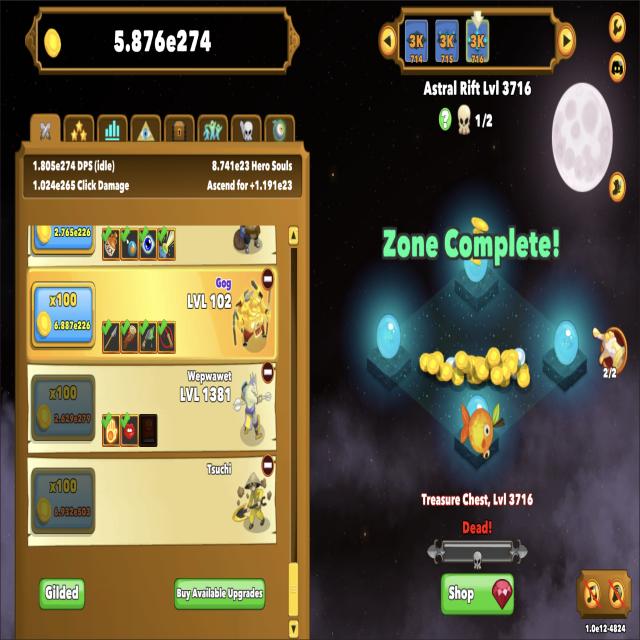 5.876e274
3K
3K
3K
714
715
716
Astral Rift Lvl 3716
1/2
1.805e274 DPS (idle)
8.741e23 Hero Souls
1.024e265 Click Damage
Ascend for +1.191e23
2.765e226
Zone Complete!
Gog
x100
LVL 102
6.887e226
2/2
Wepwawet
x100
LVL 1381
Tsuchi
x100
Treasure Chest, Lvl 3716
Dead!
Gilded
Buy Available Upgrades
Shop
1.0e12-4824